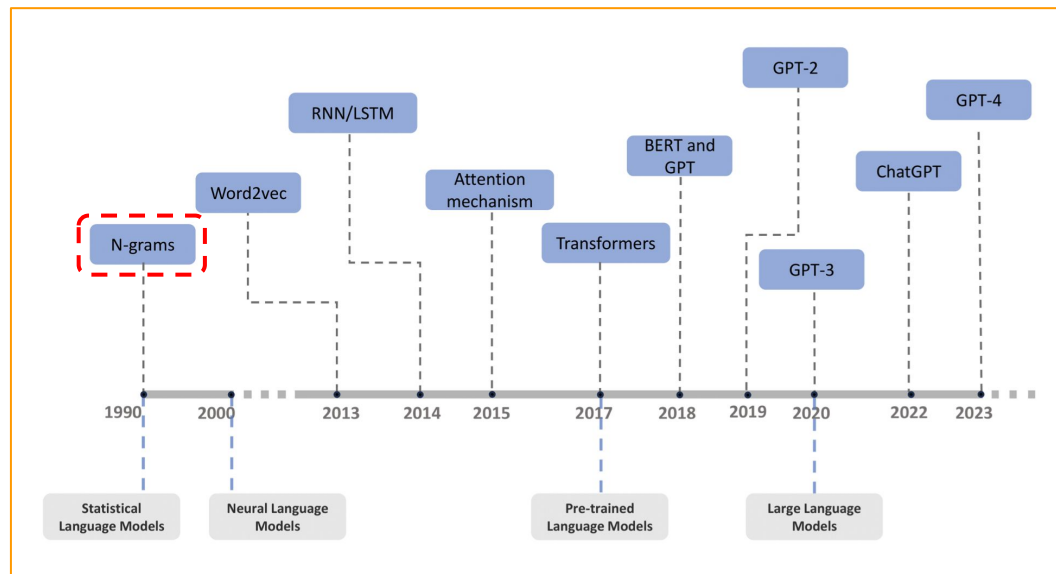 GPT-2
GPT-4
RNN/LSTM
BERT and
GPT
ChatGPT
Word2vec
Attention
mechanism
N-grams
Transformers
GPT-3
1990
2000
2013
2014
2015
2017
2018
2019
2020
2022
2023
Statistical
Language Models
Neural Language
Models
Pre-trained
Language Models
Large Language
Models